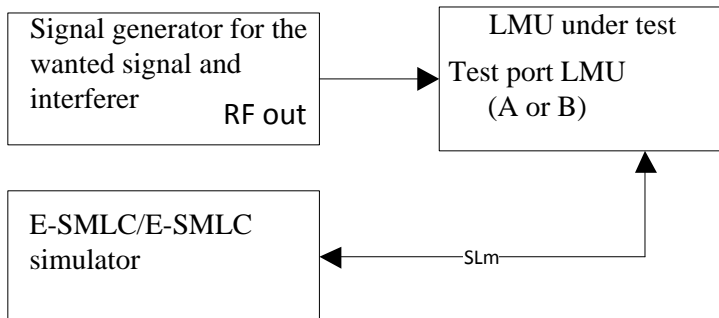 Signal generator for the
wanted signal and
interferer
RF out
LMU under test
Test port LMU
(A or B)
E-SMLC/E-SMLC
simulator
SLm